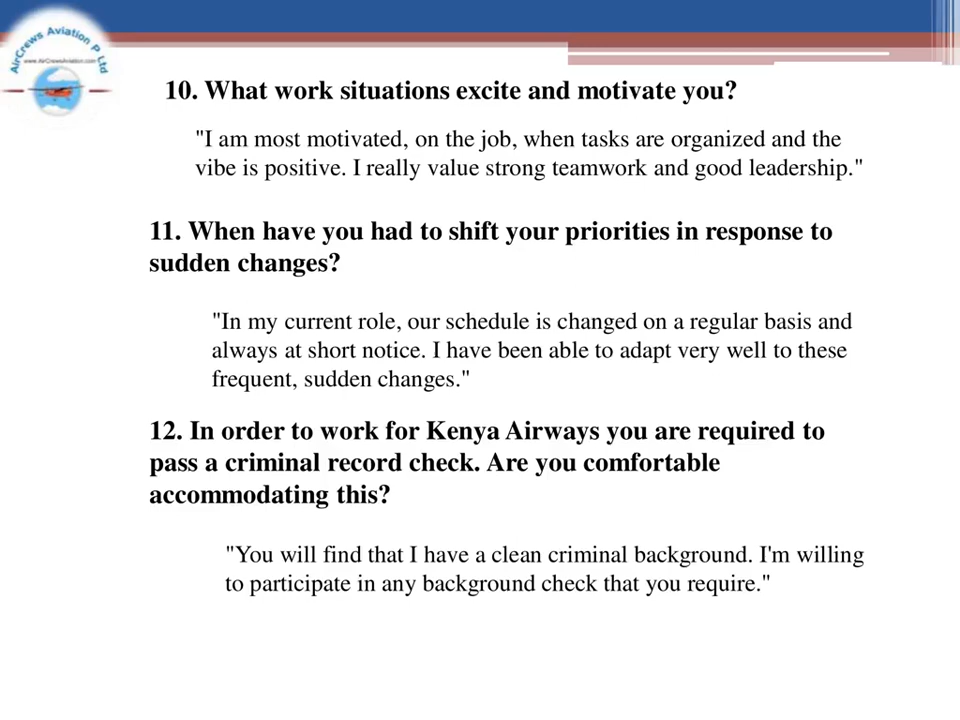 AirCrews Aviation P Ltd
www.AirCrewsAviation.com
10. What work situations excite and motivate you?
"I am most motivated, on the job, when tasks are organized and the
vibe is positive. I really value strong teamwork and good leadership."
11. When have you had to shift your priorities in response to
sudden changes?
"In my current role, our schedule is changed on a regular basis and
always at short notice. I have been able to adapt very well to these
frequent, sudden changes."
12. In order to work for Kenya Airways you are required to
pass a criminal record check. Are you comfortable
accommodating this?
"You will find that I have a clean criminal background. I'm willing
to participate in any background check that you require."